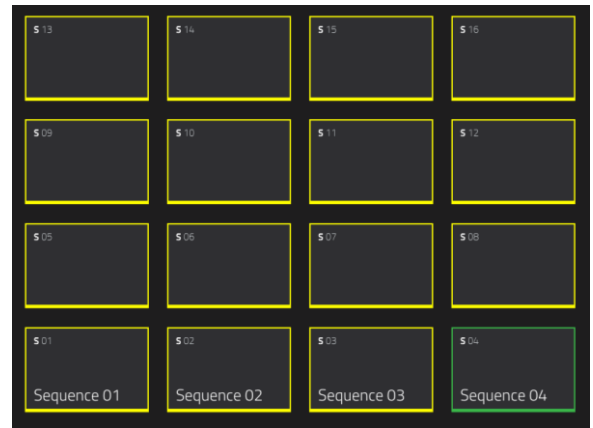 S 13
S 14
S 15
S 16
S 09
S 10
S 11
S 12
S 05
S 06
S 07
S 08
S 01
S 02
S 03
S 04
Sequence 01
Sequence 02
Sequence 03
Sequence 04